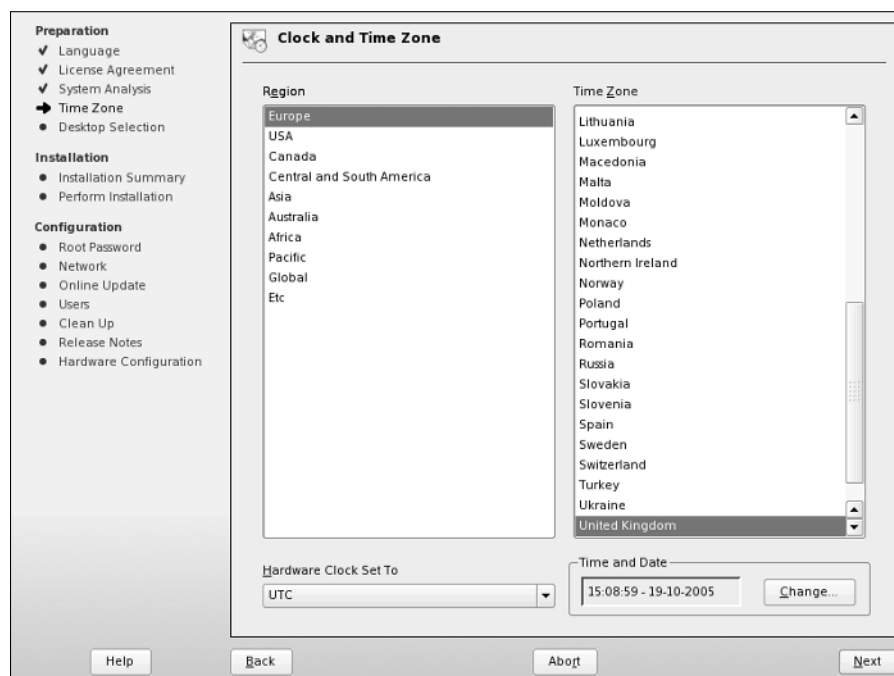 Preparation
Language
License Agreement
System Analysis
Time Zone
Desktop Selection
Installation
Installation Summary
Perform Installation
Configuration
Root Password
Network
Online Update
Users
Clean Up
Release Notes
Hardware Configuration
Clock and Time Zone
Region
Europe
USA
Canada
Central and South America
Asia
Australia
Africa
Pacific
Global
Etc
Time Zone
Lithuania
Luxembourg
Macedonia
Malta
Moldova
Monaco
Netherlands
Northern Ireland
Norway
Poland
Portugal
Romania
Russia
Slovakia
Slovenia
Spain
Sweden
Switzerland
Turkey
Ukraine
United Kingdom
Hardware Clock Set To
UTC
Time and Date
15:08:59 - 19-10-2005
Change...
Help
Back
Abort
Next